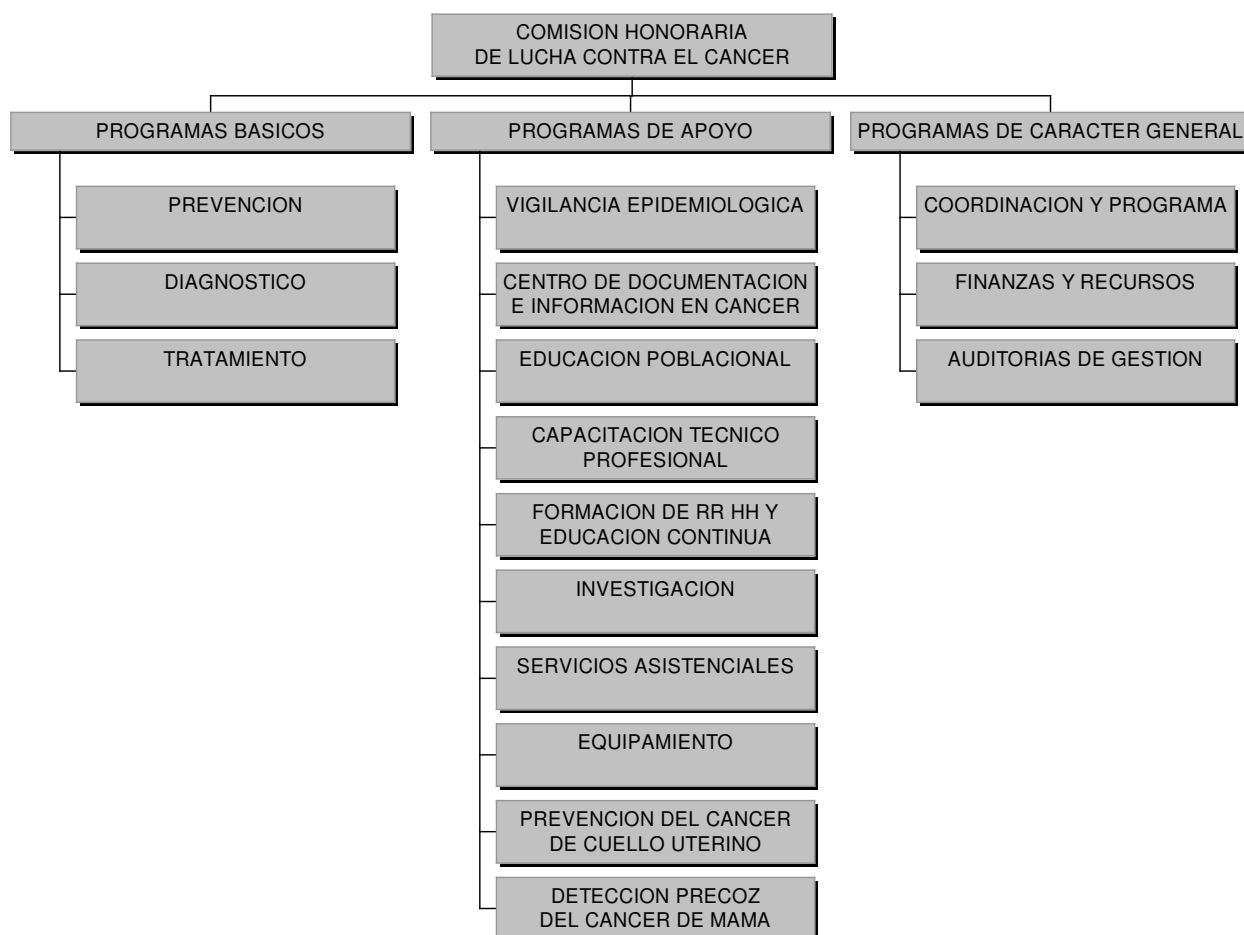 COMISION HONORARIA
DE LUCHA CONTRA EL CANCER
PROGRAMAS BASICOS
PREVENCION
DIAGNOSTICO
TRATAMIENTO
PROGRAMAS DE APOYO
VIGILANCIA EPIDEMIOLOGICA
CENTRO DE DOCUMENTACION
E INFORMACION EN CANCER
EDUCACION POBLACIONAL
CAPACITACION TECNICO
PROFESIONAL
FORMACION DE RR HH Y
EDUCACION CONTINUA
INVESTIGACION
SERVICIOS ASISTENCIALES
EQUIPAMIENTO
PREVENCION DEL CANCER
DE CUELLO UTERINO
DETECCION PRECOZ
DEL CANCER DE MAMA
PROGRAMAS DE CARACTER GENERAL
COORDINACION Y PROGRAMA
FINANZAS Y RECURSOS
AUDITORIAS DE GESTION